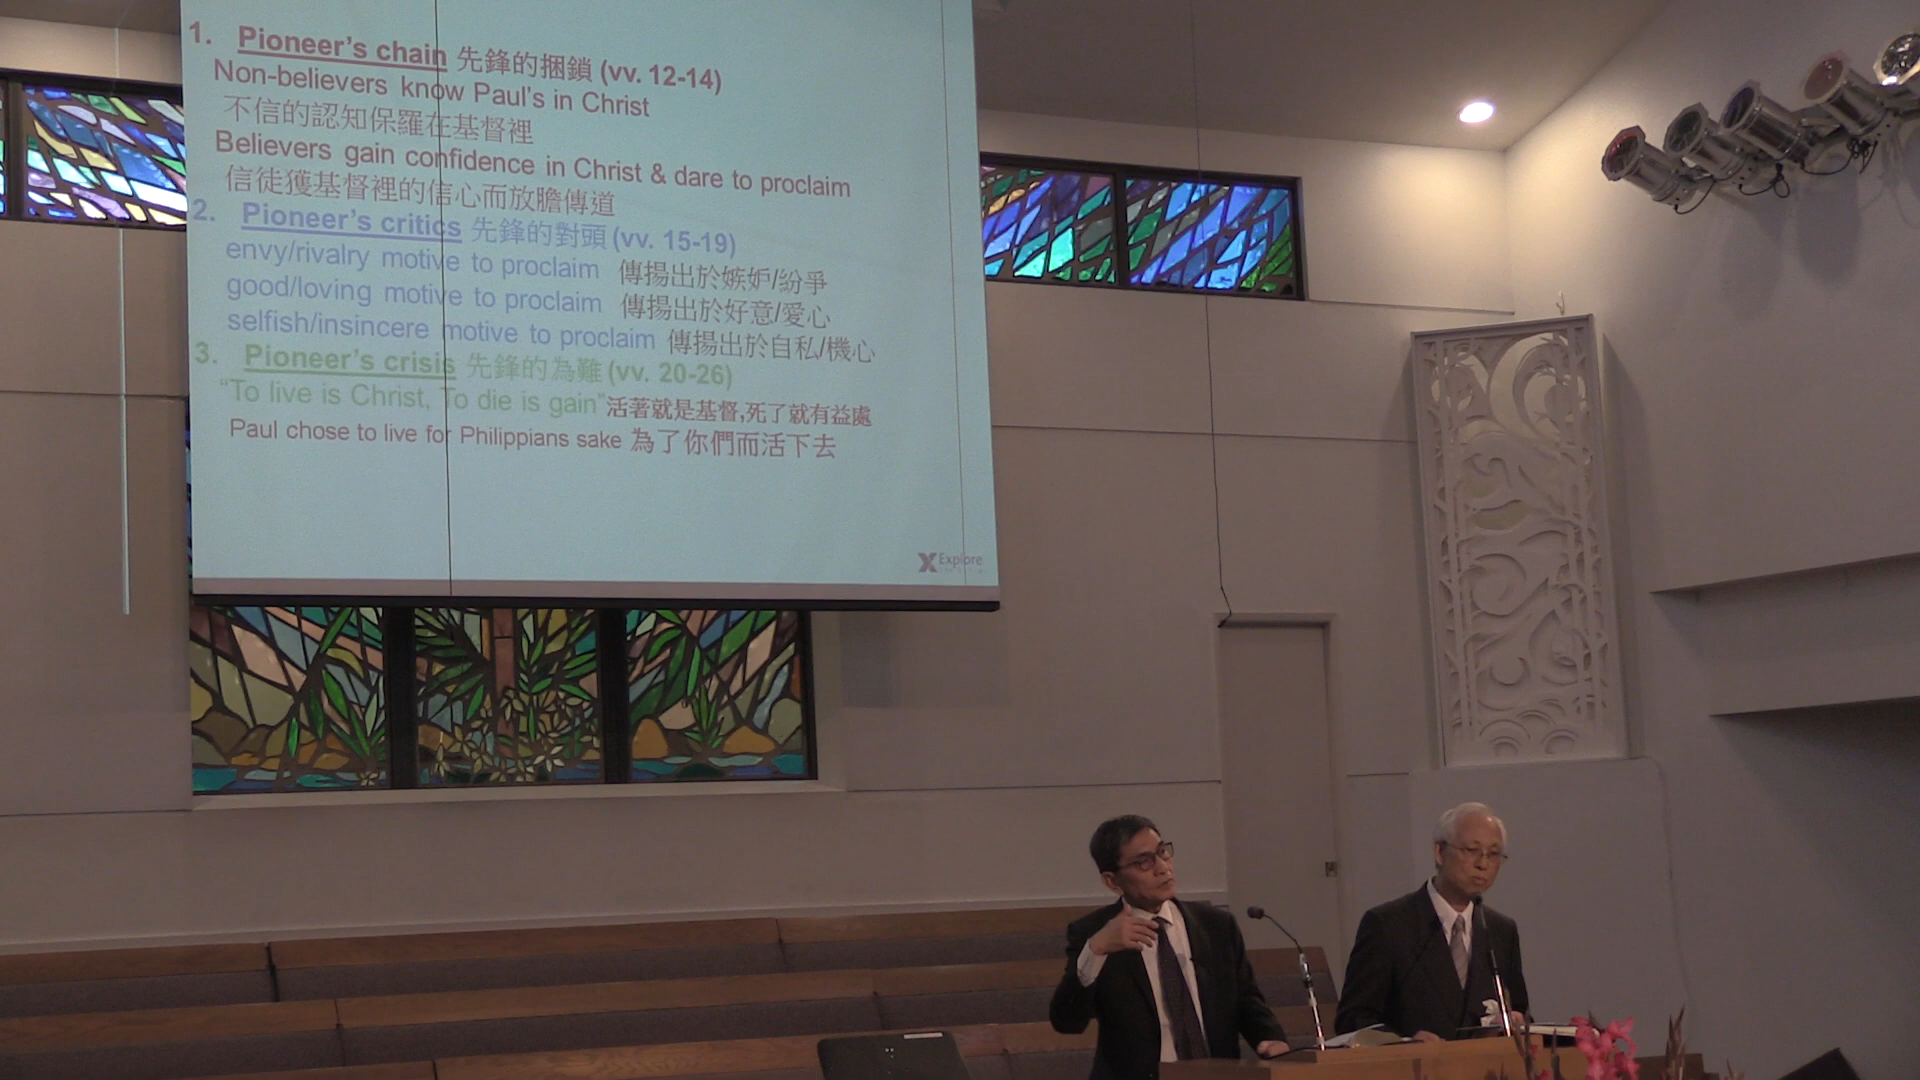 1. Pioneer's chain 先鋒的捆鎖 (vv. 12-14)
Non-believers know Paul's in Christ
不信的認知保羅在基督裡
Believers gain confidence in Christ & dare to proclaim
信徒獲基督裡的信心而放膽傳道
2. Pioneer's critics 先鋒的對頭 (vv. 15-19)
envy/rivalry motive to proclaim 傳揚出於嫉妒/紛爭
good/loving motive to proclaim 傳揚出於好意/愛心
selfish/insincere motive to proclaim 傳揚出於自私/機心
3. Pioneer's crisis 先鋒的為難 (vv. 20-26)
“To live is Christ, To die is gain”活著就是基督,死了就有益處
Paul chose to live for Philippians sake 為了你們而活下去
X Explore